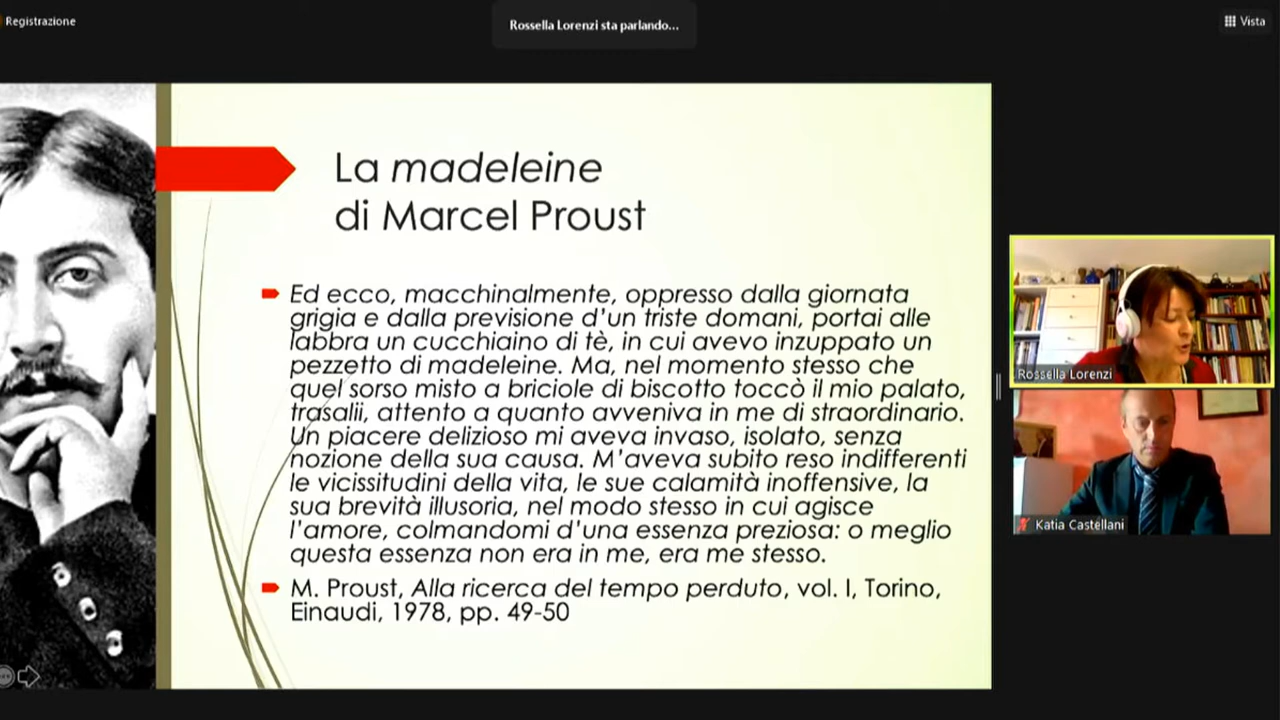 Registrazione
Rossella Lorenzi sta parlando...
Vista
La madeleine
di Marcel Proust
Ed ecco, macchinalmente, oppresso dalla giornata
grigia e dalla previsione d'un triste domani, portai alle
labbra un cucchiaino di tè, in cui avevo inzuppato un
pezzetto di madeleine. Ma, nel momento stesso che
quel sorso misto a briciole di biscotto toccò il mio palato,
trasalii, attento a quanto avveniva in me di straordinario.
Un piacere delizioso mi aveva invaso, isolato, senza
nozione della sua causa. M'aveva subito reso indifferenti
le vicissitudini della vita, le sue calamità inoffensive, la
sua brevità illusoria, nel modo stesso in cui agisce
l'amore, colmandomi d'una essenza preziosa: o meglio
questa essenza non era in me, era me stesso.
M. Proust, Alla ricerca del tempo perduto, vol. I, Torino,
Einaudi, 1978, pp. 49-50
Rossella Lorenzi
Katia Castellani